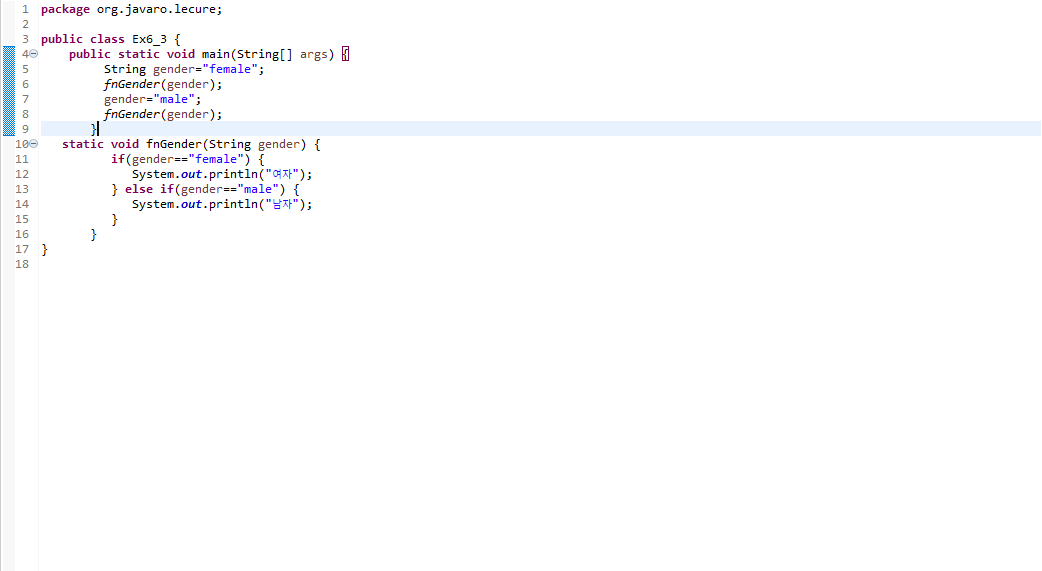 1 package org.javaro.lecure;
2
3 public class Ex6_3 {
4 public static void main(String[] args) {
5 String gender="female";
6 fnGender(gender);
7 gender="male";
8 fnGender(gender);
9 }
10 static void fnGender(String gender) {
11 if(gender=="female") {
12 System.out.println("여자");
13 } else if(gender=="male") {
14 System.out.println("남자");
15 }
16 }
17 }
18